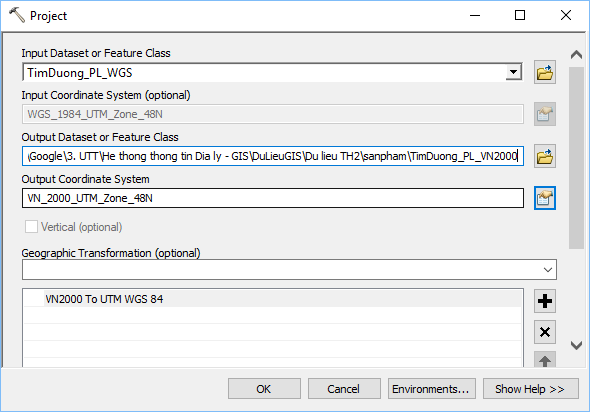 Project
Input Dataset or Feature Class
TimDuong_PL_WGS
Input Coordinate System (optional)
WGS_1984_UTM_Zone_48N
Output Dataset or Feature Class
\Google\3. UTT\He thong thong tin Dia ly - GIS\DuLieuGIS\Du lieu TH2\sanpham\TimDuong_PL_VN2000
Output Coordinate System
VN_2000_UTM_Zone_48N
Vertical (optional)
Geographic Transformation (optional)
VN2000 To UTM WGS 84
OK
Cancel
Environments...
Show Help >>